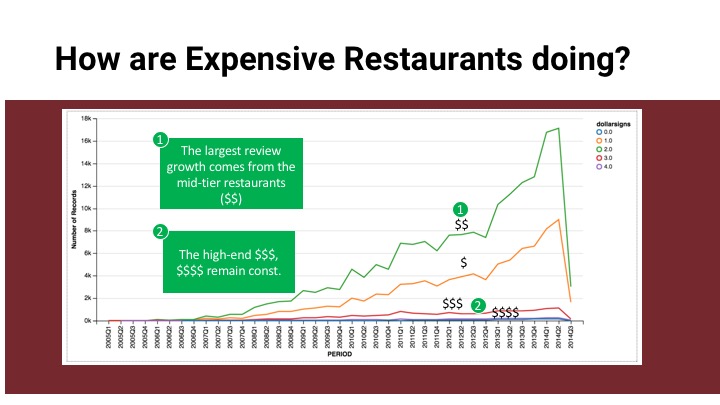 How are Expensive Restaurants doing?
1
The largest review
growth comes from the
mid-tier restaurants
($$)
2
The high-end $$$,
$$$$ remain const.
18k
16k
14k
12k
10k
8k
6k
4k
2k
0k
Number of Records
1
$$
$
$$$
2
$$$$
dollarsigns
0.0
1.0
2.0
3.0
4.0
2005Q1
2005Q2
2005Q3
2005Q4
2006Q1
2006Q2
2006Q3
2006Q4
2007Q1
2007Q2
2007Q3
2007Q4
2008Q1
2008Q2
2008Q3
2008Q4
2009Q1
2009Q2
2009Q3
2009Q4
2010Q1
2010Q2
2010Q3
2010Q4
2011Q1
2011Q2
2011Q3
2011Q4
2012Q1
2012Q2
2012Q3
2012Q4
2013Q1
2013Q2
2013Q3
2013Q4
2014Q1
2014Q2
2014Q3
PERIOD